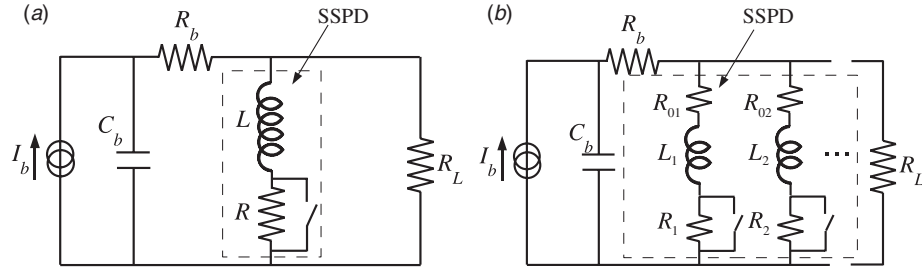 (a)
SSPD
R_b
C_b
I_b
L
R
R_L
(b)
SSPD
R_b
C_b
I_b
R_01
R_02
L_1
L_2
...
R_1
R_2
R_L